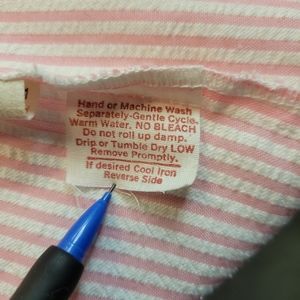 Hand or Machine Wash
Separately-Gentle Cycle.
Warm Water. NO BLEACH
Do not roll up damp.
Drip or Tumble Dry LOW
Remove Promptly.
If desired Cool Iron
Reverse Side